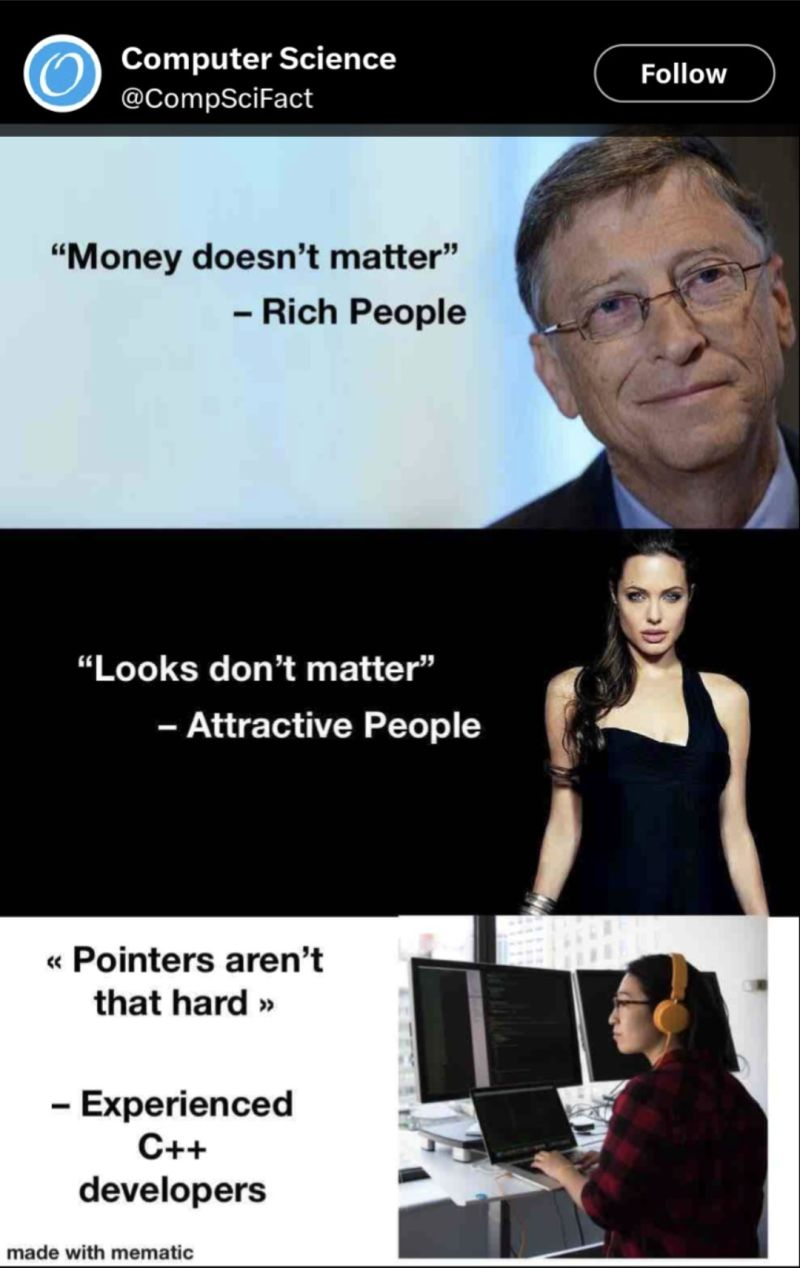 Computer Science
@CompSciFact
Follow
“Money doesn’t matter”
– Rich People
“Looks don’t matter”
– Attractive People
« Pointers aren’t
that hard »
– Experienced
C++
developers
made with mematic